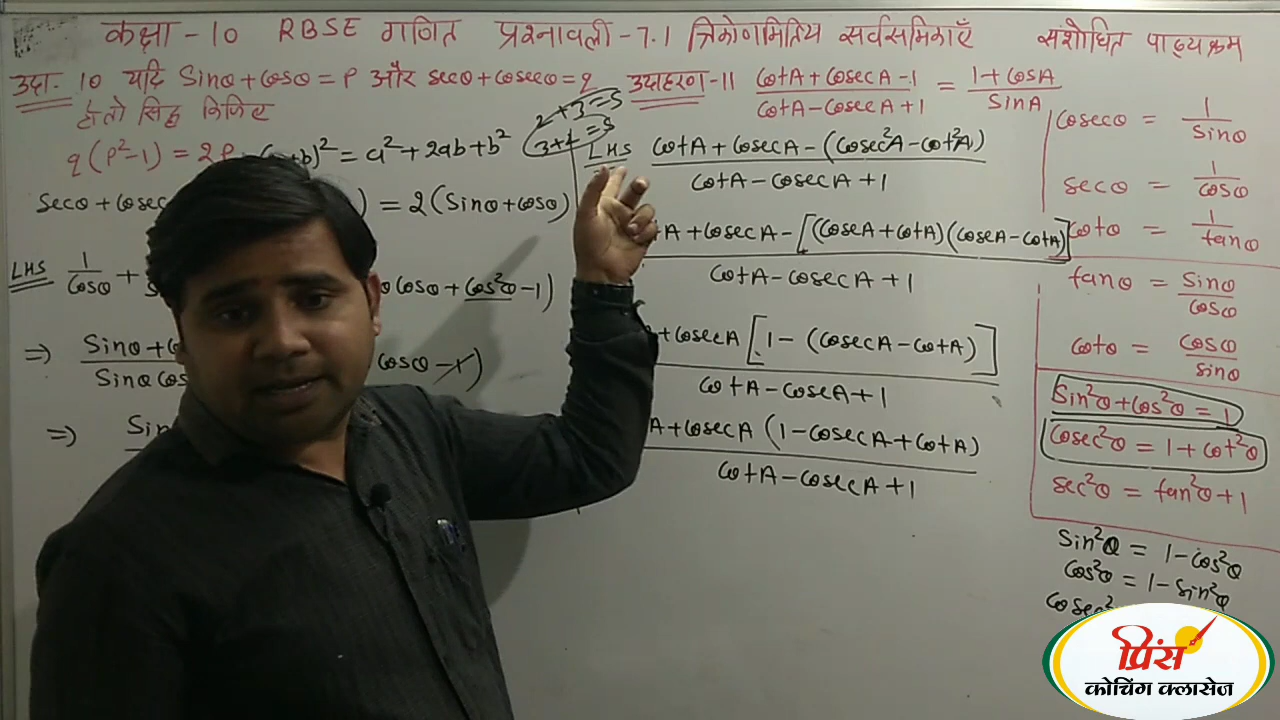 कक्षा - 10 RBSE गणित प्रश्नावली - 7.1 त्रिकोणमितिय सर्वसमिकाएँ संशोधित पाठ्यक्रम
उदा. 10 यदि Sinθ + Cosθ = P और secθ + cosecθ = q
हो तो सिद्ध किजिए
q(P²-1) = 2P
)² = a² + 2ab + b²
2+3=5
3+2=5
secθ + cosec
) = 2(Sinθ + cosθ)
LHS 1/cosθ +
cosθ + cos²θ - 1)
⇒ Sinθ + co
Sinθ cos
cosθ - 1)
⇒ Sin
उदाहरण - 11 (cotA + cosecA - 1)/(cotA - cosecA + 1) = (1 + cosA)/SinA
LHS cotA + cosecA - (cosec²A - cot²A)
cotA - cosecA + 1
A + cosecA - [(cosecA + cotA)(cosecA - cotA)]
cotA - cosecA + 1
+ cosecA [1 - (cosecA - cotA)]
cotA - cosecA + 1
A + cosecA (1 - cosecA + cotA)
cotA - cosecA + 1
cosecθ = 1/Sinθ
secθ = 1/cosθ
cotθ = 1/tanθ
tanθ = Sinθ/cosθ
cotθ = cosθ/sinθ
Sin²θ + cos²θ = 1
cosec²θ = 1 + cot²θ
sec²θ = tan²θ + 1
Sin²θ = 1 - cos²θ
cos²θ = 1 - sin²θ
cosec²
प्रिंस
कोचिंग क्लासेज